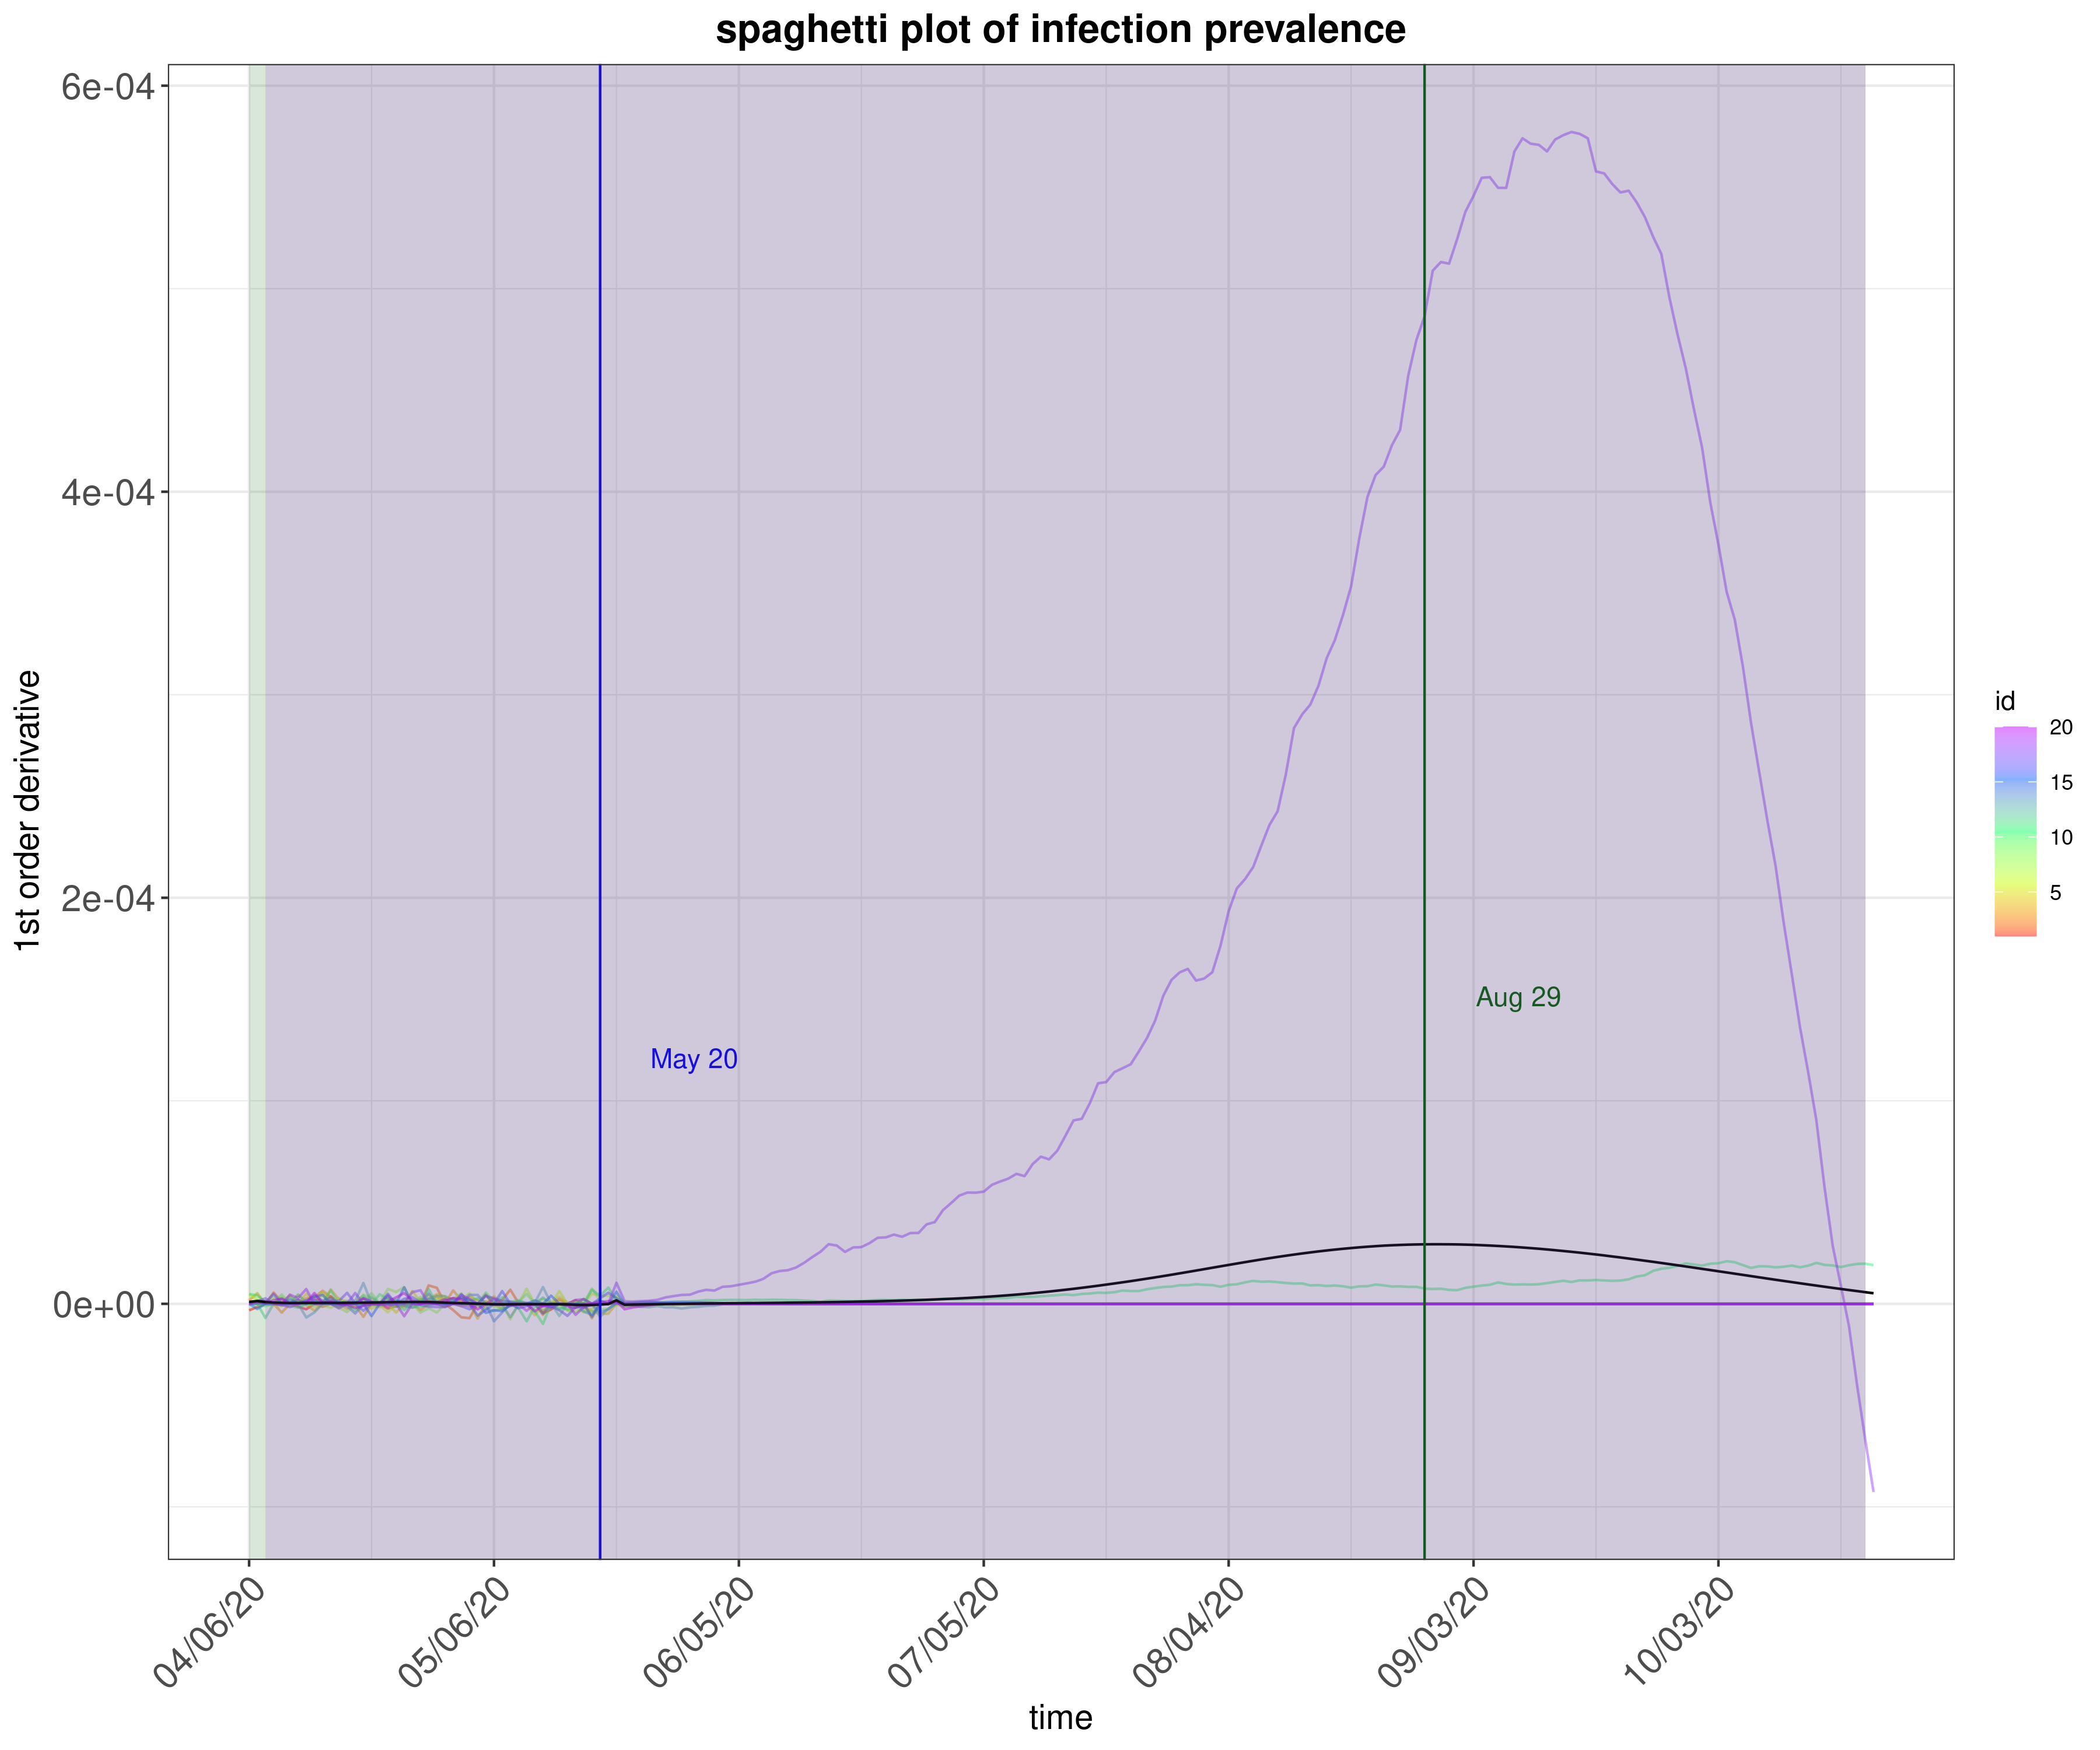 spaghetti plot of infection prevalence
1st order derivative
6e-04
4e-04
2e-04
0e+00
May 20
Aug 29
04/06/20
05/06/20
06/05/20
07/05/20
08/04/20
09/03/20
10/03/20
time
id
20
15
10
5